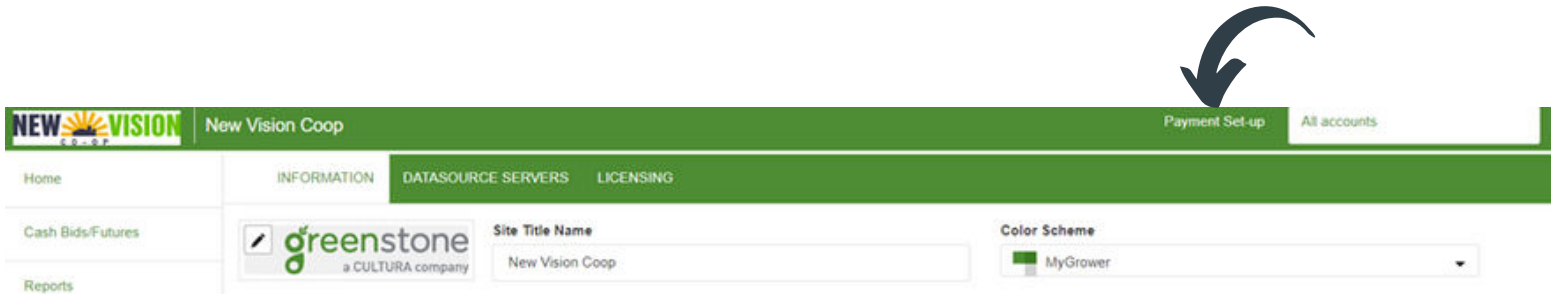 NEW VISION
CO-OP
New Vision Coop
Payment Set-up
All accounts
Home
INFORMATION
DATASOURCE SERVERS
LICENSING
Cash Bids/Futures
greenstone
a CULTURA company
Site Title Name
New Vision Coop
Color Scheme
MyGrower
Reports